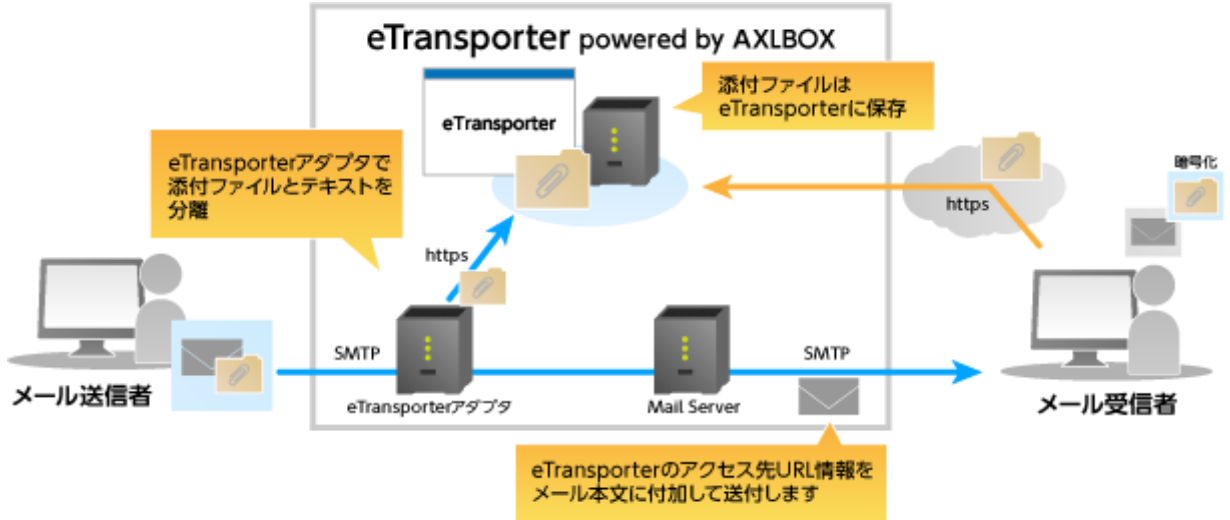 eTransporter powered by AXLBOX
添付ファイルは
eTransporterに保存
eTransporter
eTransporterアダプタで
添付ファイルとテキストを
分離
暗号化
https
https
SMTP
SMTP
メール送信者
eTransporterアダプタ
Mail Server
メール受信者
eTransporterのアクセス先URL情報を
メール本文に付加して送付します